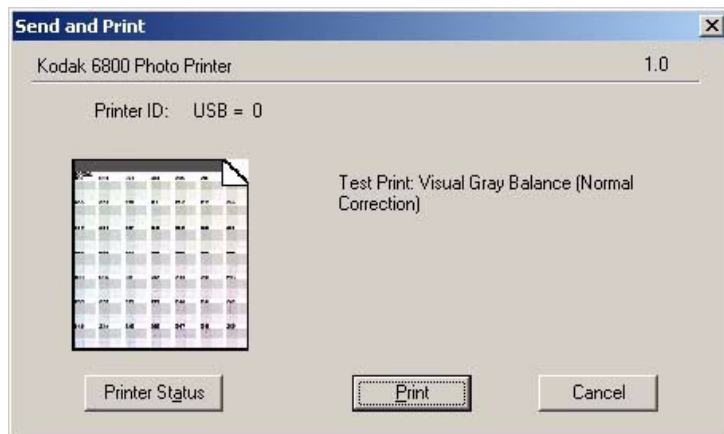 Send and Print
Kodak 6800 Photo Printer 1.0
Printer ID: USB = 0
Test Print: Visual Gray Balance (Normal
Correction)
Printer Status Print Cancel